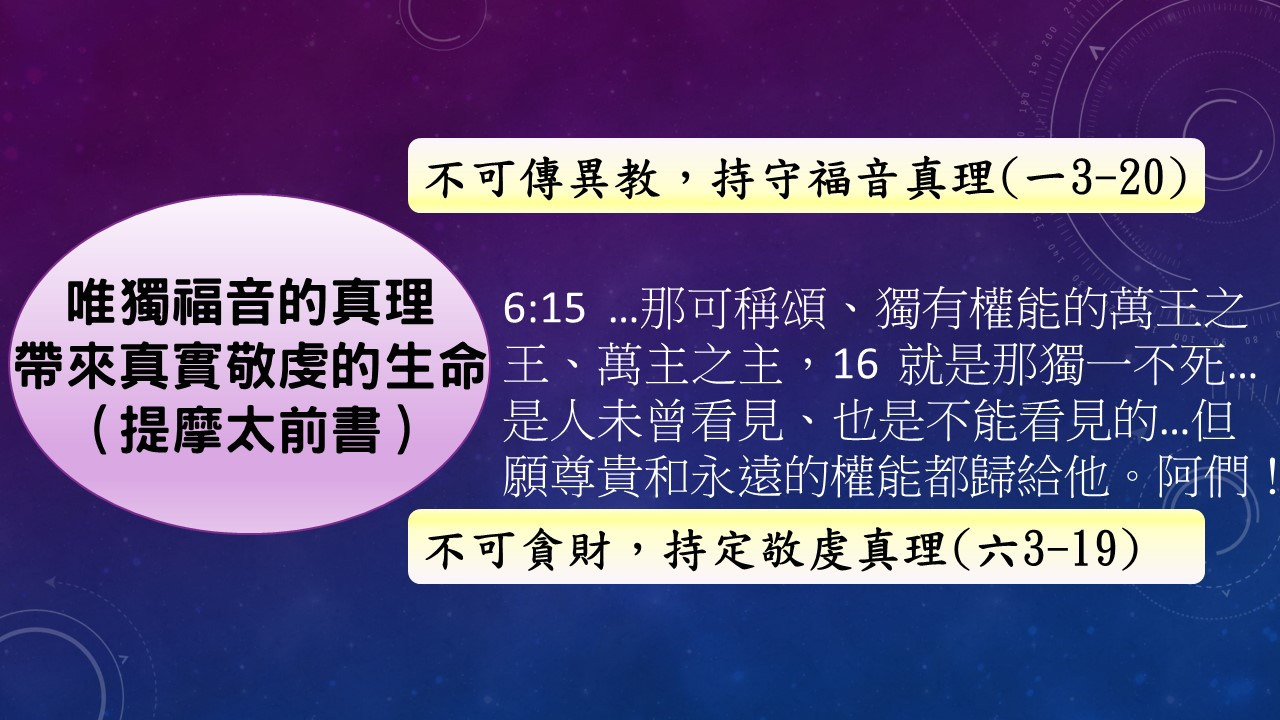 唯獨福音的真理
帶來真實敬虔的生命
（提摩太前書）
不可傳異教，持守福音真理(一3-20)
6:15 …那可稱頌、獨有權能的萬王之
王、萬主之主，16 就是那獨一不死…
是人未曾看見、也是不能看見的…但
願尊貴和永遠的權能都歸給他。阿們！
不可貪財，持定敬虔真理(六3-19)